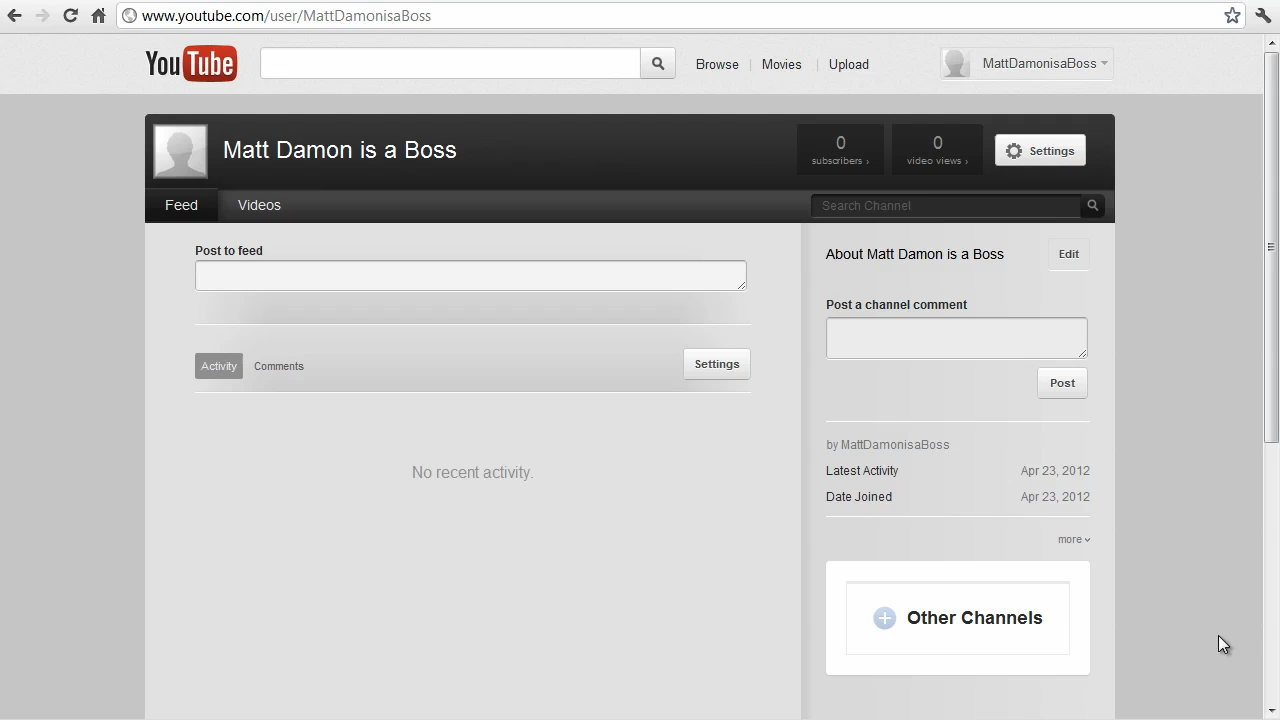 www.youtube.com/user/MattDamonisaBoss
YouTube
Browse Movies Upload MattDamonisaBoss
Matt Damon is a Boss
0 subscribers ›
0 video views ›
Settings
Feed Videos Search Channel
Post to feed
About Matt Damon is a Boss Edit
Post a channel comment
Activity Comments Settings
Post
by MattDamonisaBoss
Latest Activity Apr 23, 2012
No recent activity.
Date Joined Apr 23, 2012
more
Other Channels